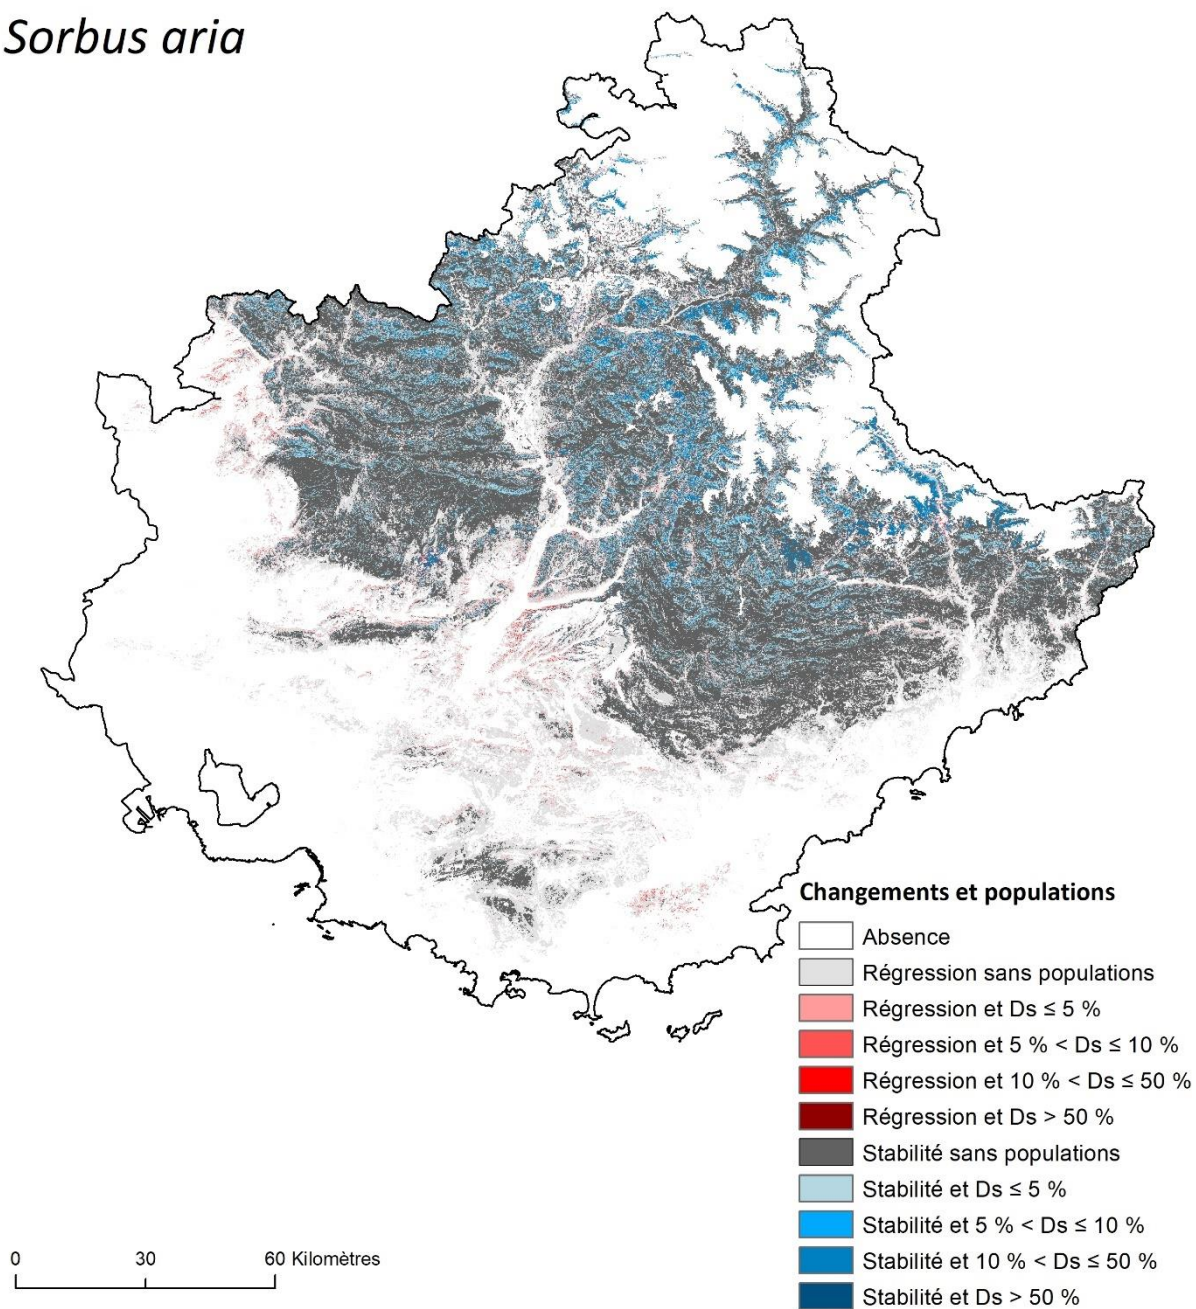 Sorbus aria
Changements et populations
Absence
Régression sans populations
Régression et Ds ≤ 5 %
Régression et 5 % < Ds ≤ 10 %
Régression et 10 % < Ds ≤ 50 %
Régression et Ds > 50 %
Stabilité sans populations
Stabilité et Ds ≤ 5 %
Stabilité et 5 % < Ds ≤ 10 %
Stabilité et 10 % < Ds ≤ 50 %
Stabilité et Ds > 50 %
0 30 60 Kilomètres